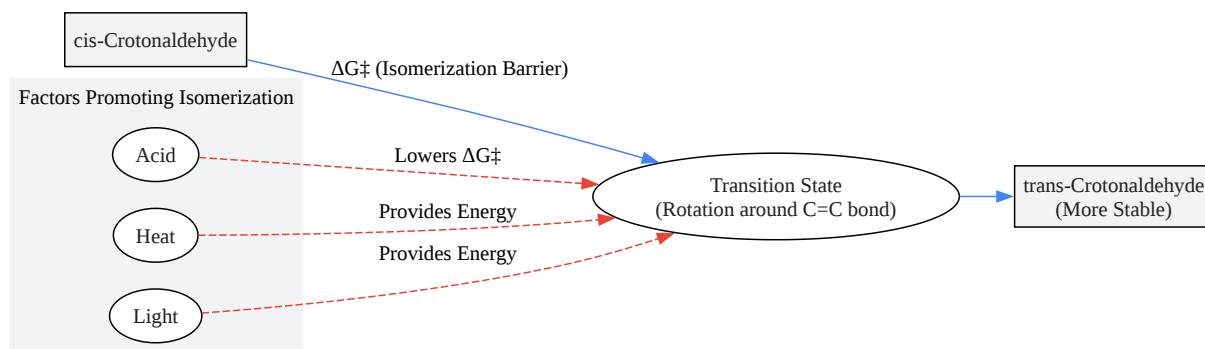 cis-Crotonaldehyde
ΔG‡ (Isomerization Barrier)
Factors Promoting Isomerization
Acid
Lowers ΔG‡
Heat
Provides Energy
Light
Provides Energy
Transition State
(Rotation around C=C bond)
trans-Crotonaldehyde
(More Stable)